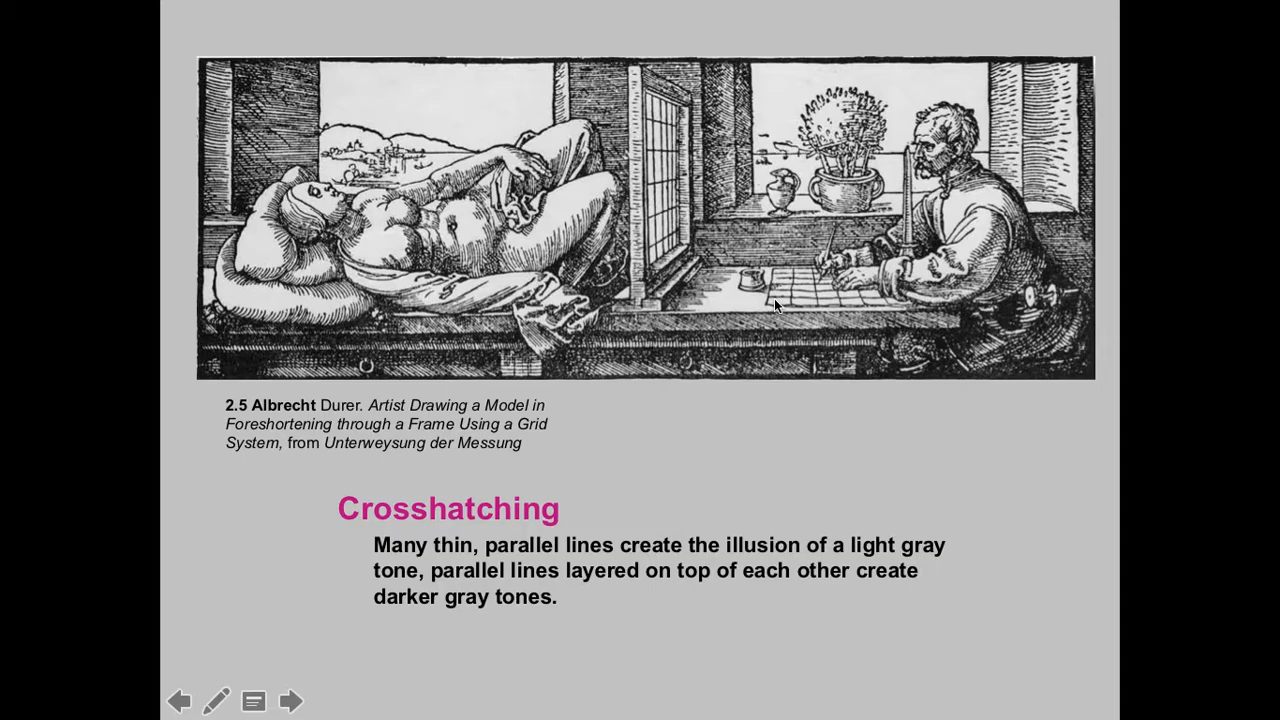 2.5 Albrecht Durer. Artist Drawing a Model in
Foreshortening through a Frame Using a Grid
System, from Unterweysung der Messung
Crosshatching
Many thin, parallel lines create the illusion of a light gray
tone, parallel lines layered on top of each other create
darker gray tones.